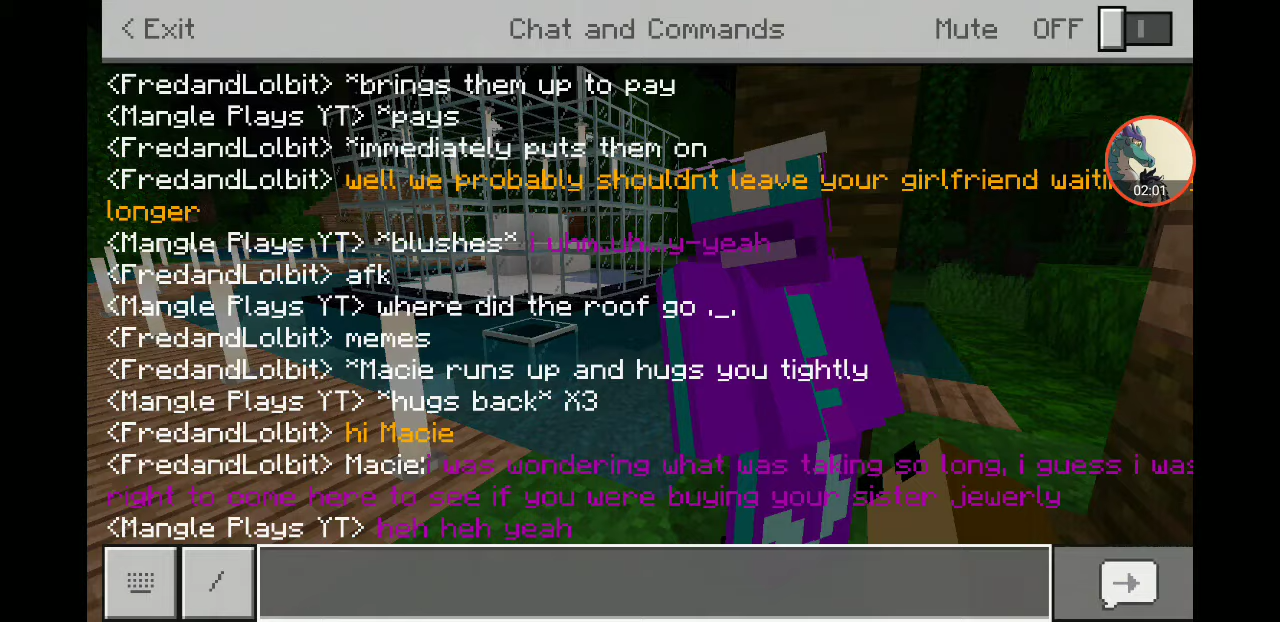 < Exit
Chat and Commands
Mute OFF
<FredandLolbit> *brings them up to pay
<Mangle Plays YT> *pays
<FredandLolbit> *immediately puts them on
<FredandLolbit> well we probably shouldnt leave your girlfriend
longer
<Mangle Plays YT> *blushes* I uhm..uh...y-yeah
<FredandLolbit> afk
<Mangle Plays YT> where did the roof go ._.
<FredandLolbit> memes
<FredandLolbit> *Macie runs up and hugs you tightly
<Mangle Plays YT> *hugs back* X3
<FredandLolbit> hi Macie
<FredandLolbit> Macie:i was wondering what was taking so long, i guess i was
right to come here to see if you were buying your sister jewerly
<Mangle Plays YT> heh heh yeah
02:01
/